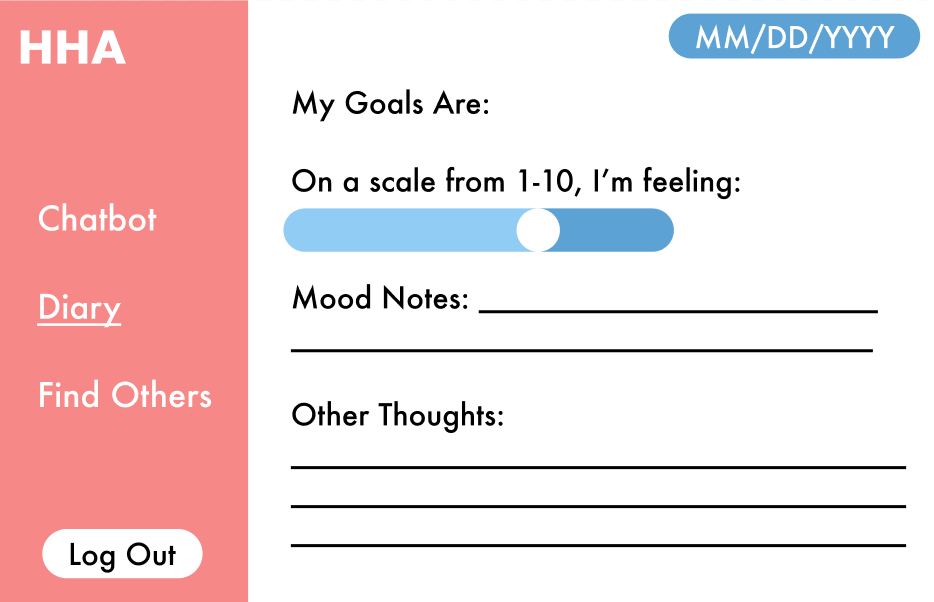 HHA
Chatbot
Diary
Find Others
Log Out
MM/DD/YYYY
My Goals Are:
On a scale from 1-10, I’m feeling:
Mood Notes:
Other Thoughts: